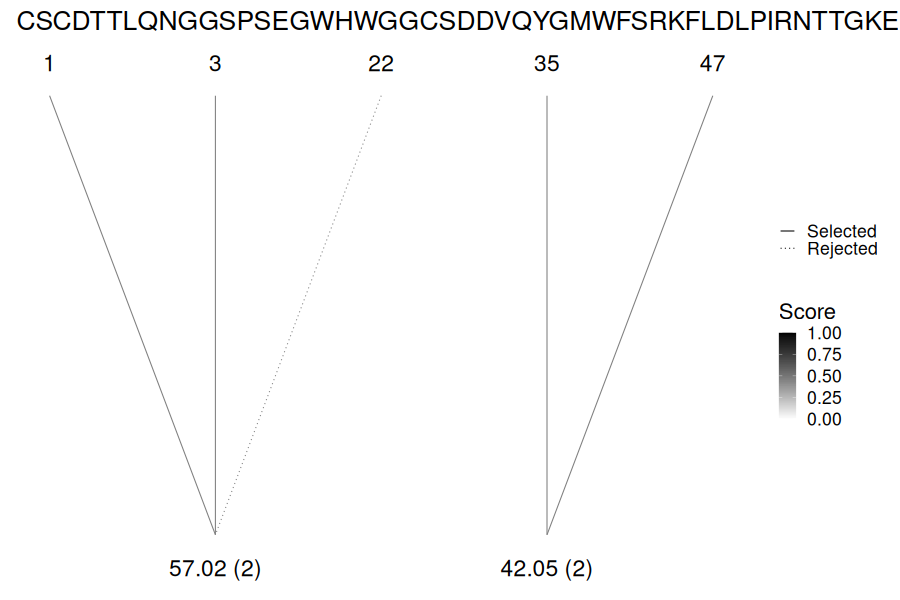 CSCDTTLQNGGSPSEGWHWGGCSDDVQYGMWFSRKFLDLPIRNTTGKE
1 3 22 35 47
Selected
Rejected
Score
1.00
0.75
0.50
0.25
0.00
57.02 (2) 42.05 (2)